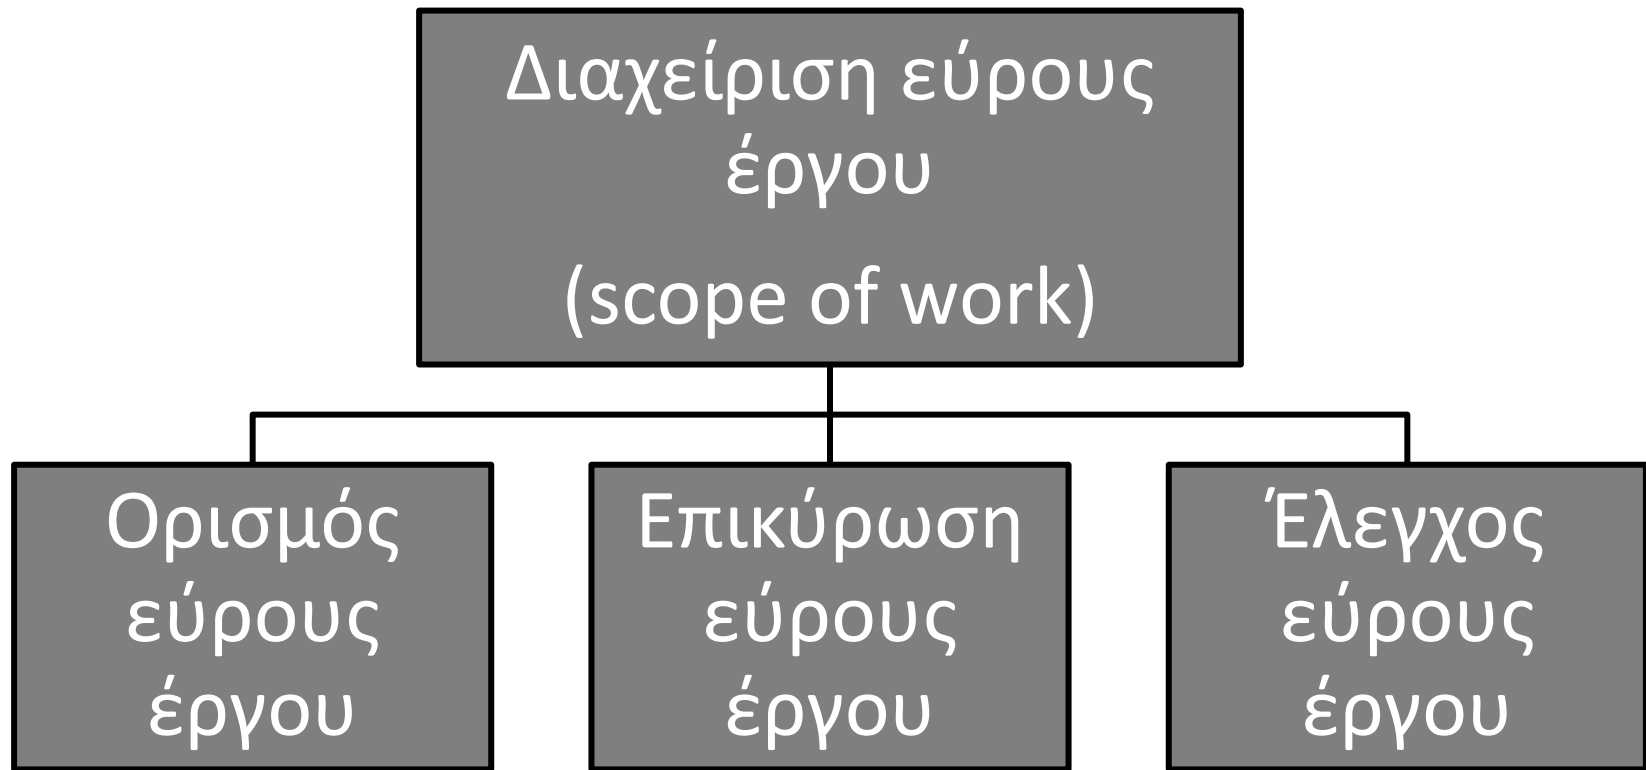 Διαχείριση εύρους
έργου
(scope of work)
Ορισμός
εύρους
έργου
Επικύρωση
εύρους
έργου
Έλεγχος
εύρους
έργου